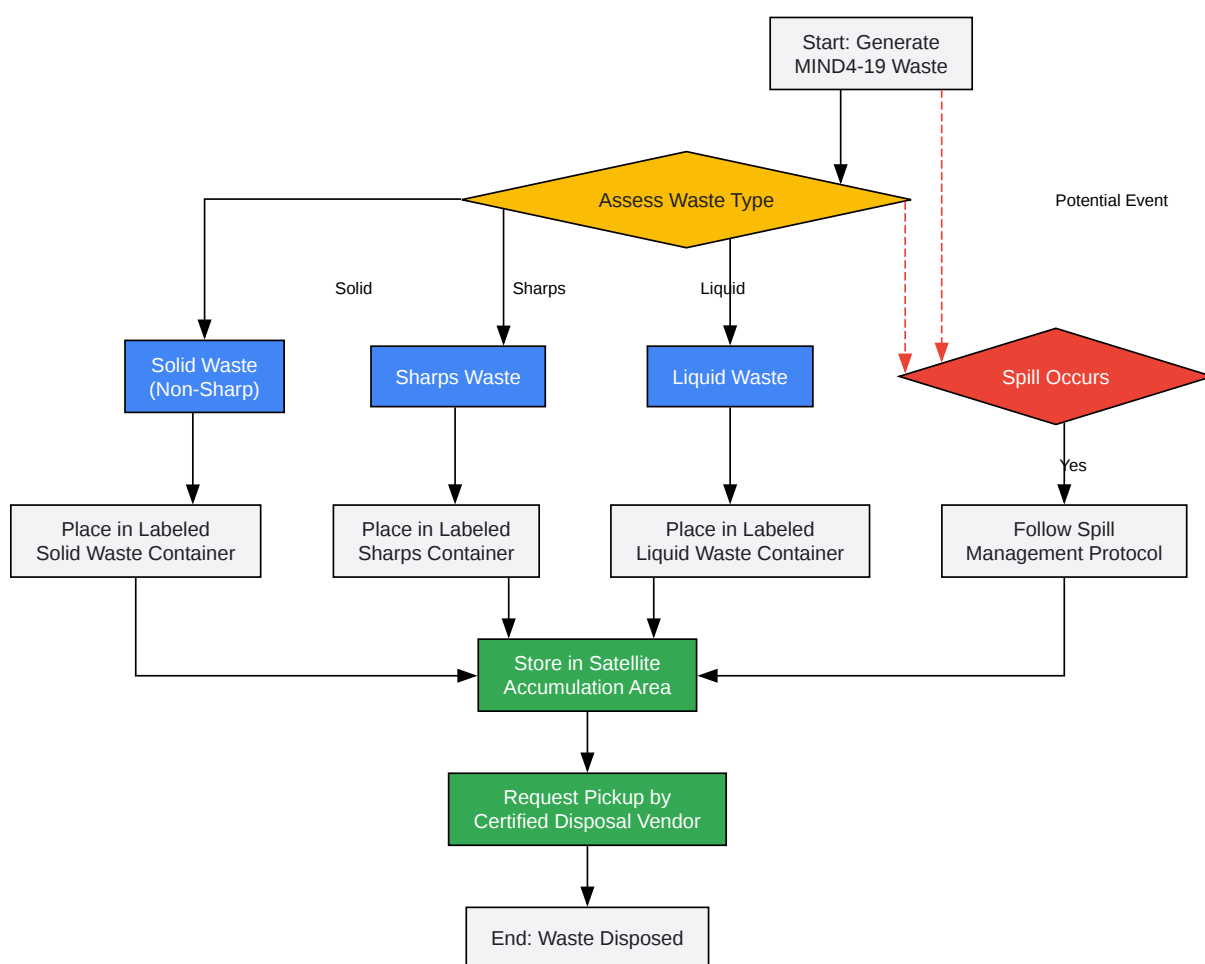 Start: Generate
MIND4-19 Waste
Assess Waste Type
Potential Event
Solid
Sharps
Liquid
Solid Waste
(Non-Sharp)
Sharps Waste
Liquid Waste
Spill Occurs
Yes
Place in Labeled
Solid Waste Container
Place in Labeled
Sharps Container
Place in Labeled
Liquid Waste Container
Follow Spill
Management Protocol
Store in Satellite
Accumulation Area
Request Pickup by
Certified Disposal Vendor
End: Waste Disposed